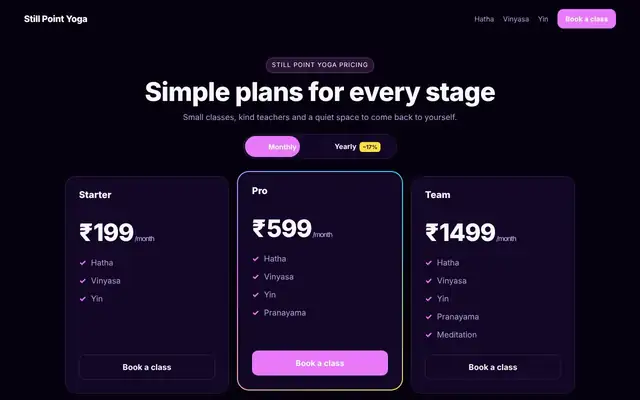 Still Point Yoga
Hatha Vinyasa Yin Book a class
STILL POINT YOGA PRICING
Simple plans for every stage
Small classes, kind teachers and a quiet space to come back to yourself.
Monthly Yearly -17%
Starter
₹199 /month
Hatha
Vinyasa
Yin
Book a class
Pro
₹599 /month
Hatha
Vinyasa
Yin
Pranayama
Book a class
Team
₹1499 /month
Hatha
Vinyasa
Yin
Pranayama
Meditation
Book a class